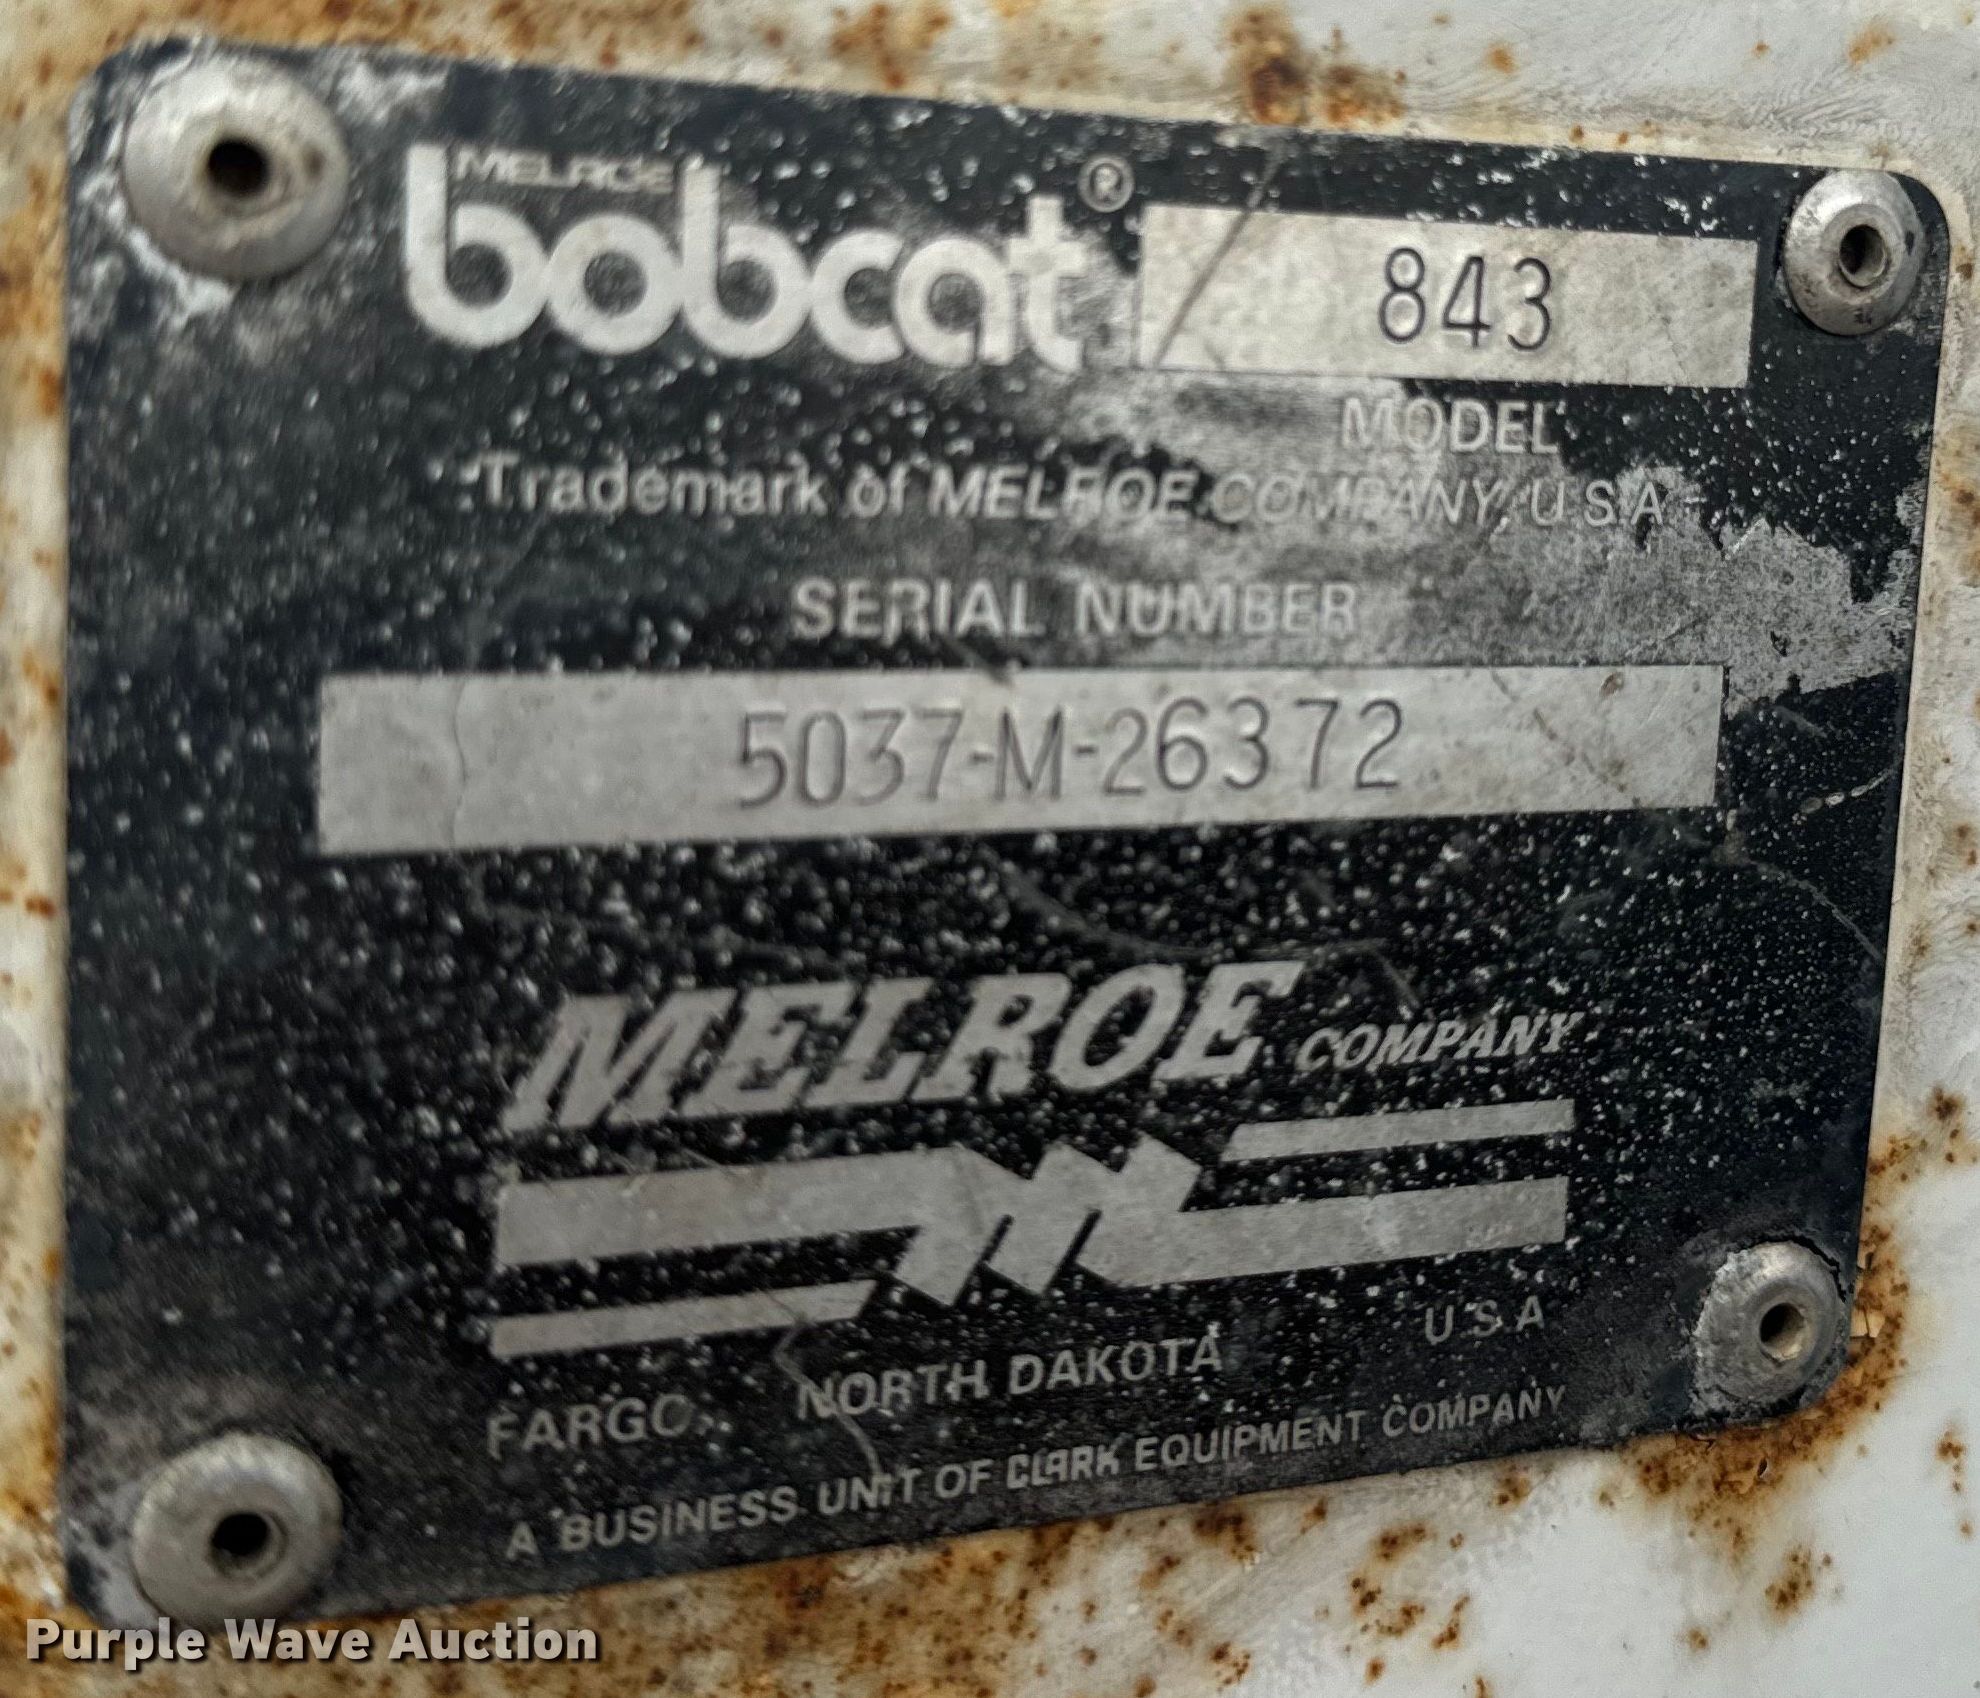 MELROE
bobcat® 843
MODEL
Trademark of MELROE COMPANY, U.S.A.
SERIAL NUMBER
5037-M-26372
MELROE COMPANY
FARGO, NORTH DAKOTA U.S.A
A BUSINESS UNIT OF CLARK EQUIPMENT COMPANY
Purple Wave Auction